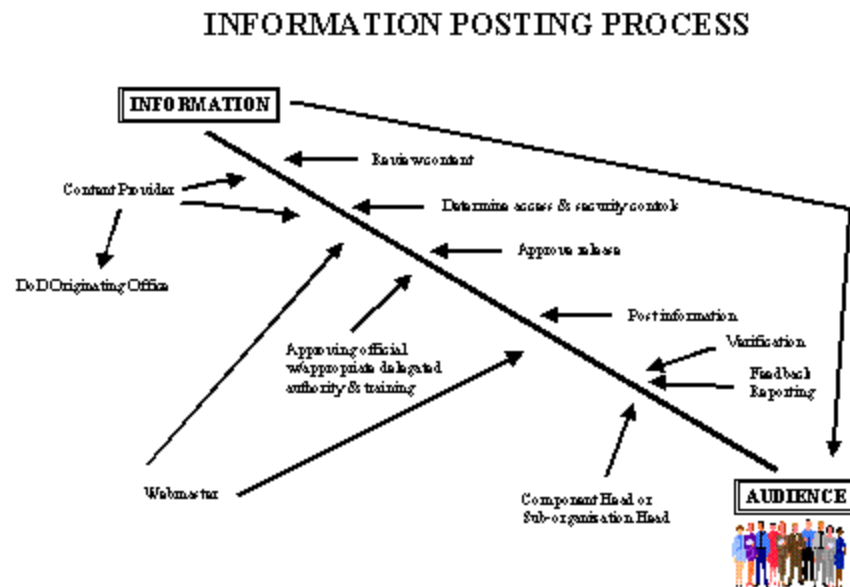 INFORMATION POSTING PROCESS
INFORMATION
Review content
Content Provider
Determine access & security controls
Approve release
DoD Originating Office
Post information
Verification
Approving official
w/appropriate delegated
authority & training
Feedback
Reporting
Webmaster
Component Head or
Sub-organization Head
AUDIENCE